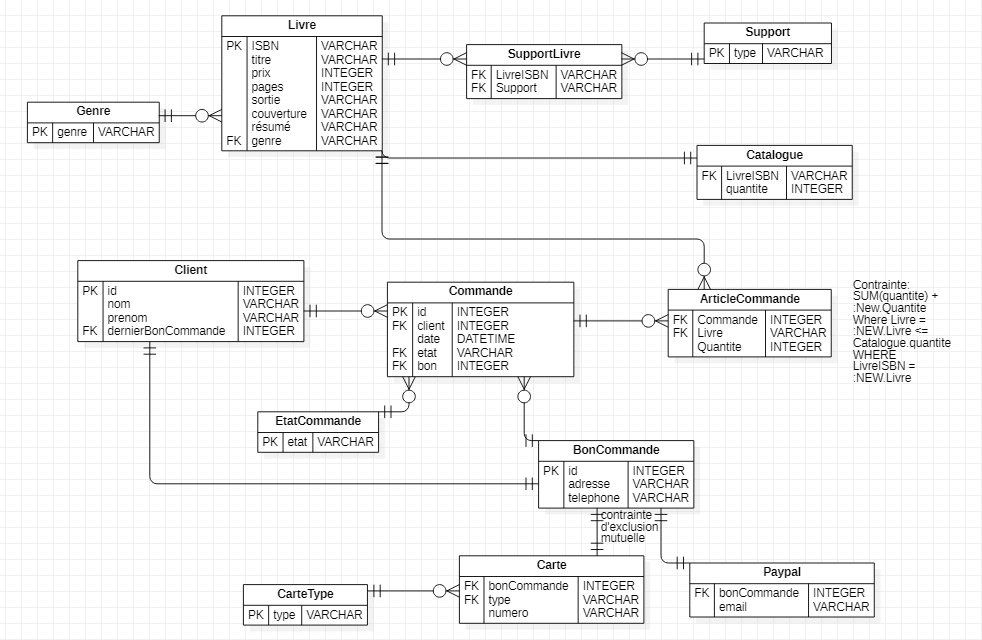 Livre
PK ISBN VARCHAR
titre VARCHAR
prix INTEGER
pages INTEGER
sortie VARCHAR
couverture VARCHAR
résumé VARCHAR
FK genre VARCHAR
SupportLivre
FK LivreISBN VARCHAR
FK Support VARCHAR
Support
PK type VARCHAR
Genre
PK genre VARCHAR
Catalogue
FK LivreISBN VARCHAR
quantite INTEGER
Client
PK id INTEGER
nom VARCHAR
prenom VARCHAR
FK dernierBonCommande INTEGER
Commande
PK id INTEGER
FK client INTEGER
date DATETIME
FK etat VARCHAR
FK bon INTEGER
ArticleCommande
FK Commande INTEGER
FK Livre VARCHAR
Quantite INTEGER
Contrainte:
SUM(quantite) +
:New.Quantite
Where Livre =
:NEW.Livre <=
Catalogue.quantite
WHERE
LivreISBN =
:NEW.Livre
EtatCommande
PK etat VARCHAR
BonCommande
PK id INTEGER
adresse VARCHAR
telephone VARCHAR
contrainte
d'exclusion
mutuelle
Carte
FK bonCommande INTEGER
FK type VARCHAR
numero VARCHAR
Paypal
FK bonCommande INTEGER
email VARCHAR
CarteType
PK type VARCHAR